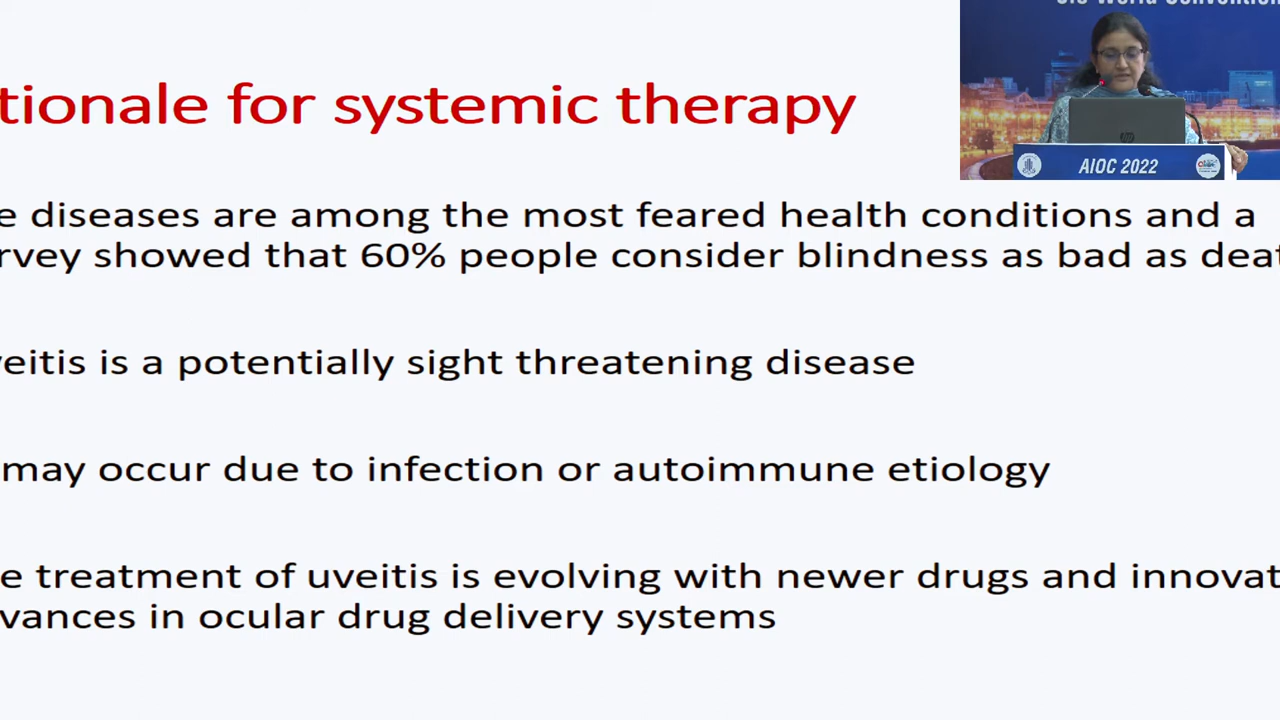 tionale for systemic therapy
AIOC 2022
e diseases are among the most feared health conditions and a
rvey showed that 60% people consider blindness as bad as deat
veitis is a potentially sight threatening disease
may occur due to infection or autoimmune etiology
e treatment of uveitis is evolving with newer drugs and innovat
vances in ocular drug delivery systems